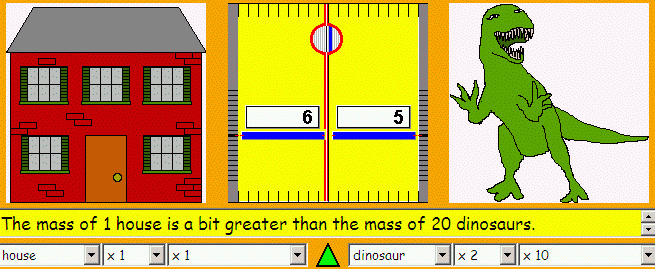 6 5
The mass of 1 house is a bit greater than the mass of 20 dinosaurs.
house x 1 x 1 dinosaur x 2 x 10